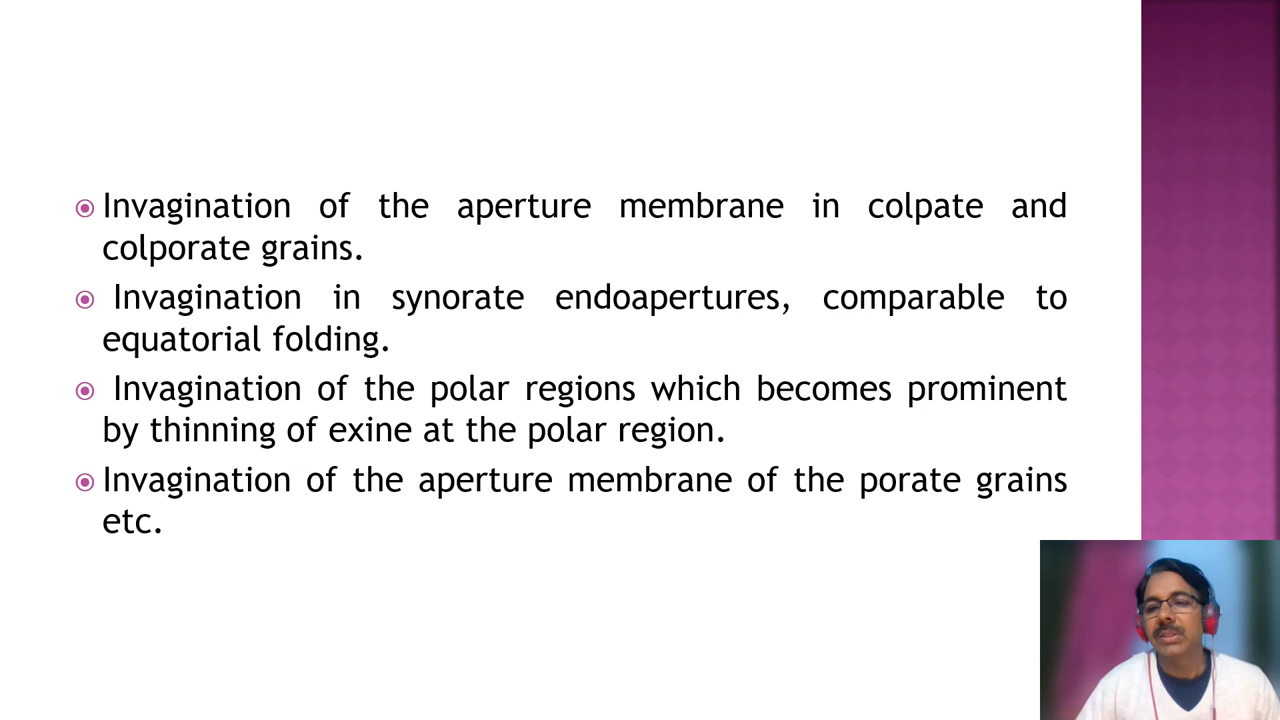 Invagination of the aperture membrane in colpate and
colporate grains.
Invagination in synorate endoapertures, comparable to
equatorial folding.
Invagination of the polar regions which becomes prominent
by thinning of exine at the polar region.
Invagination of the aperture membrane of the porate grains
etc.